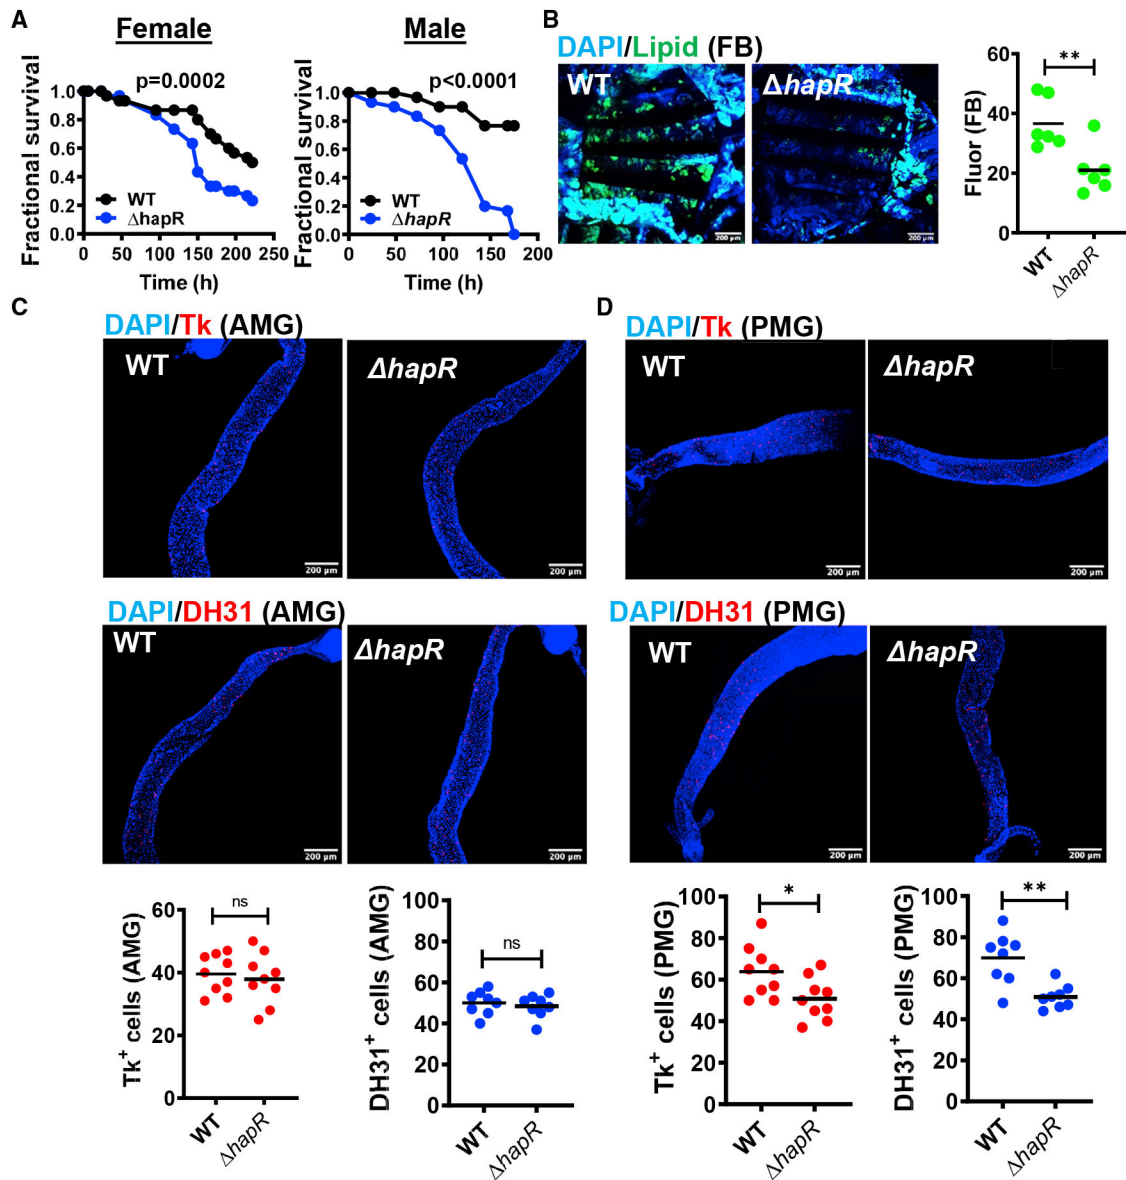 A
Female
Male
p=0.0002
p<0.0001
Fractional survival
1.0
0.8
0.6
0.4
0.2
0.0
WT
ΔhapR
0 50 100 150 200 250
Time (h)
Fractional survival
1.0
0.8
0.6
0.4
0.2
0.0
WT
ΔhapR
0 50 100 150 200
Time (h)
B
DAPI/Lipid (FB)
WT
ΔhapR
200 µm
200 µm
Fluor (FB)
60
40
20
0
**
WT
ΔhapR
C
DAPI/Tk (AMG)
WT
ΔhapR
200 µm
200 µm
DAPI/DH31 (AMG)
WT
ΔhapR
200 µm
200 µm
Tk+ cells (AMG)
60
40
20
0
ns
WT
ΔhapR
DH31+ cells (AMG)
100
80
60
40
20
0
ns
WT
ΔhapR
D
DAPI/Tk (PMG)
WT
ΔhapR
200 µm
200 µm
DAPI/DH31 (PMG)
WT
ΔhapR
200 µm
200 µm
Tk+ cells (PMG)
100
80
60
40
20
0
*
WT
ΔhapR
DH31+ cells (PMG)
100
80
60
40
20
0
**
WT
ΔhapR